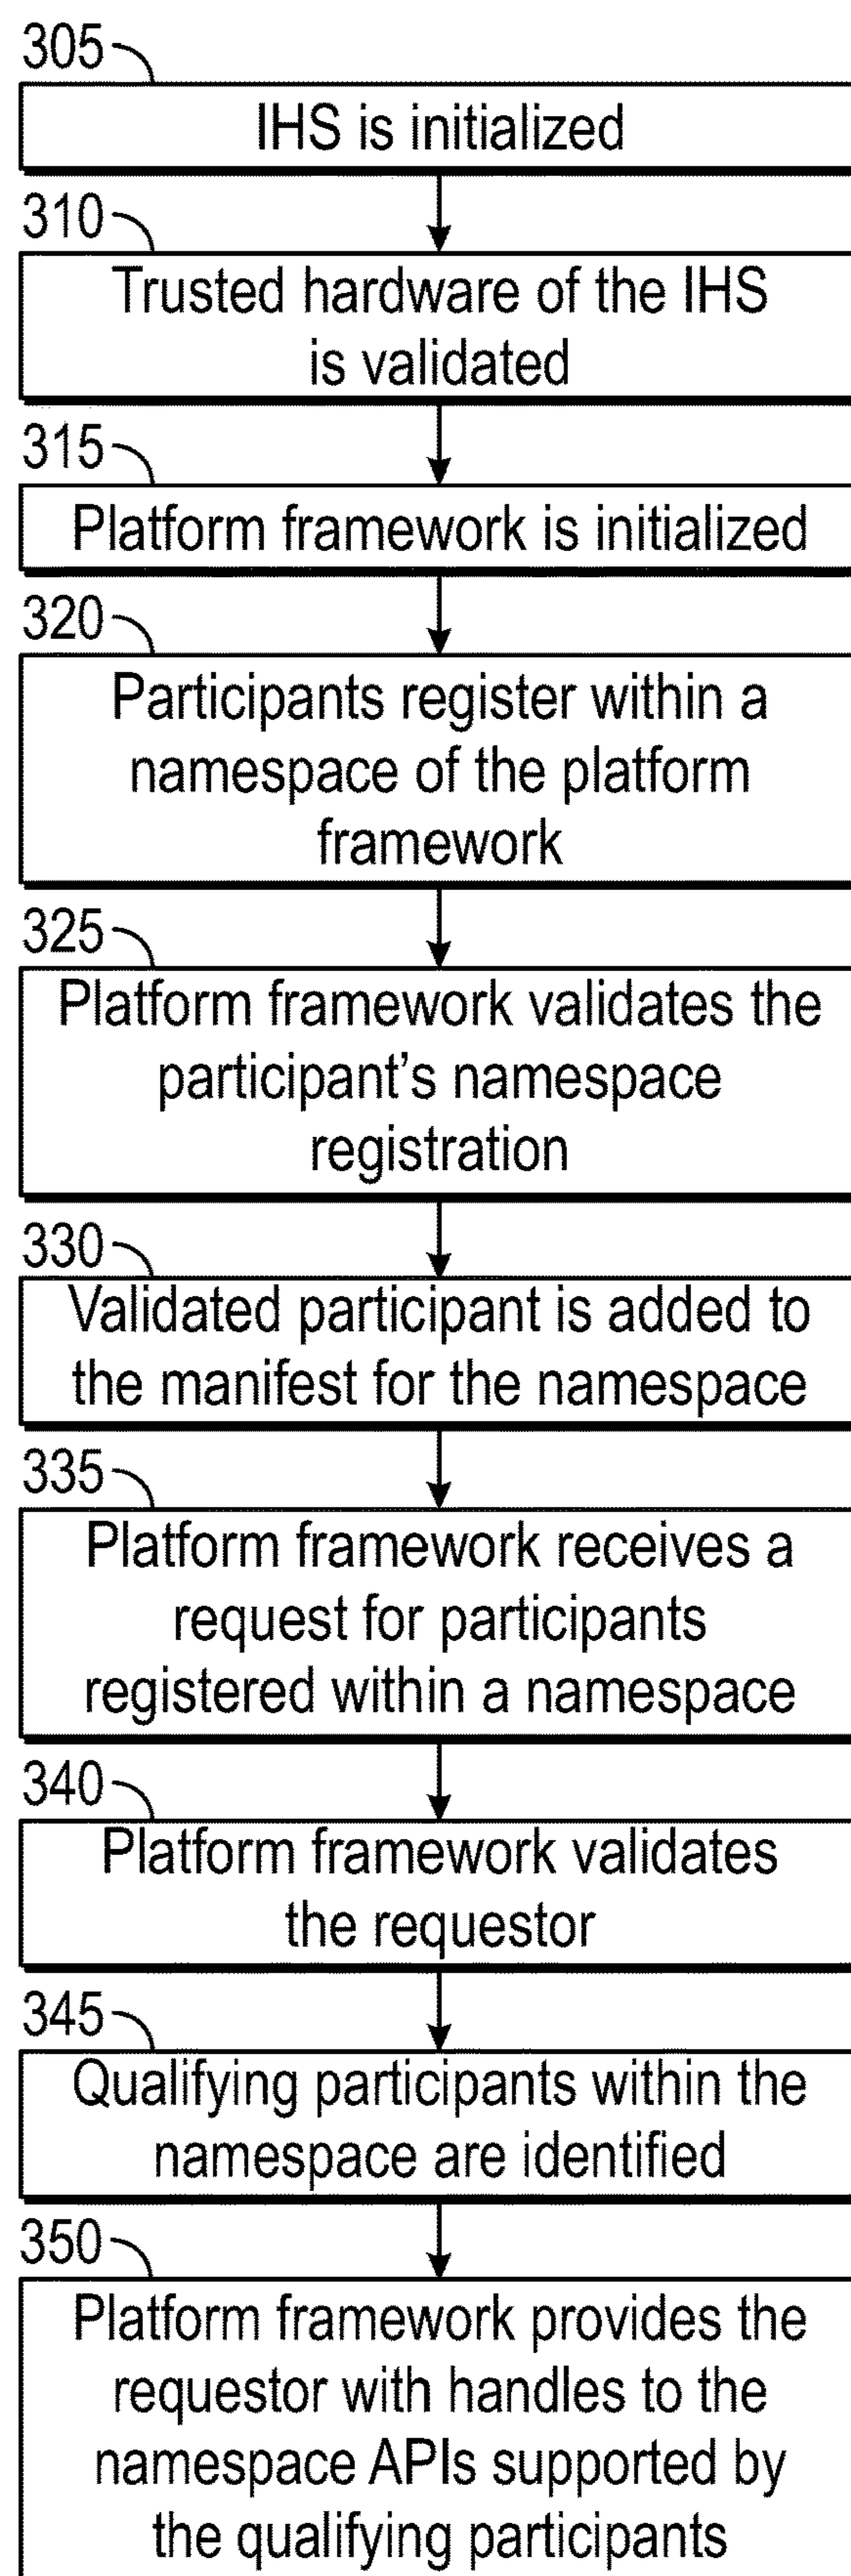 305
IHS is initialized
310
Trusted hardware of the IHS
is validated
315
Platform framework is initialized
320
Participants register within a
namespace of the platform
framework
325
Platform framework validates the
participant’s namespace
registration
330
Validated participant is added to
the manifest for the namespace
335
Platform framework receives a
request for participants
registered within a namespace
340
Platform framework validates
the requestor
345
Qualifying participants within the
namespace are identified
350
Platform framework provides the
requestor with handles to the
namespace APIs supported by
the qualifying participants